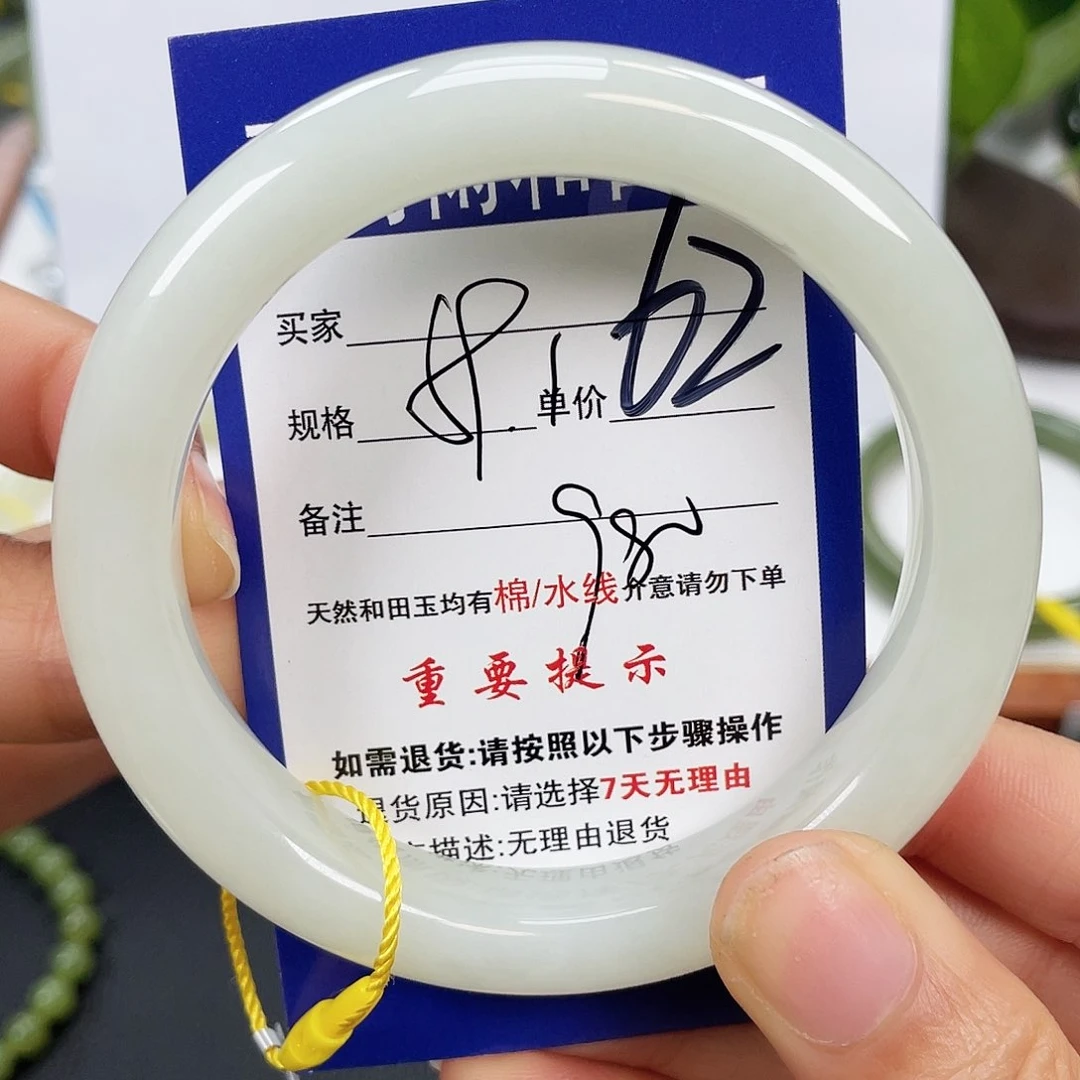 62
买家
规格 单价
备注
天然和田玉均有棉/水线介意请勿下单
重要提示
如需退货:请按照以下步骤操作
退货原因:请选择7天无理由
描述:无理由退货